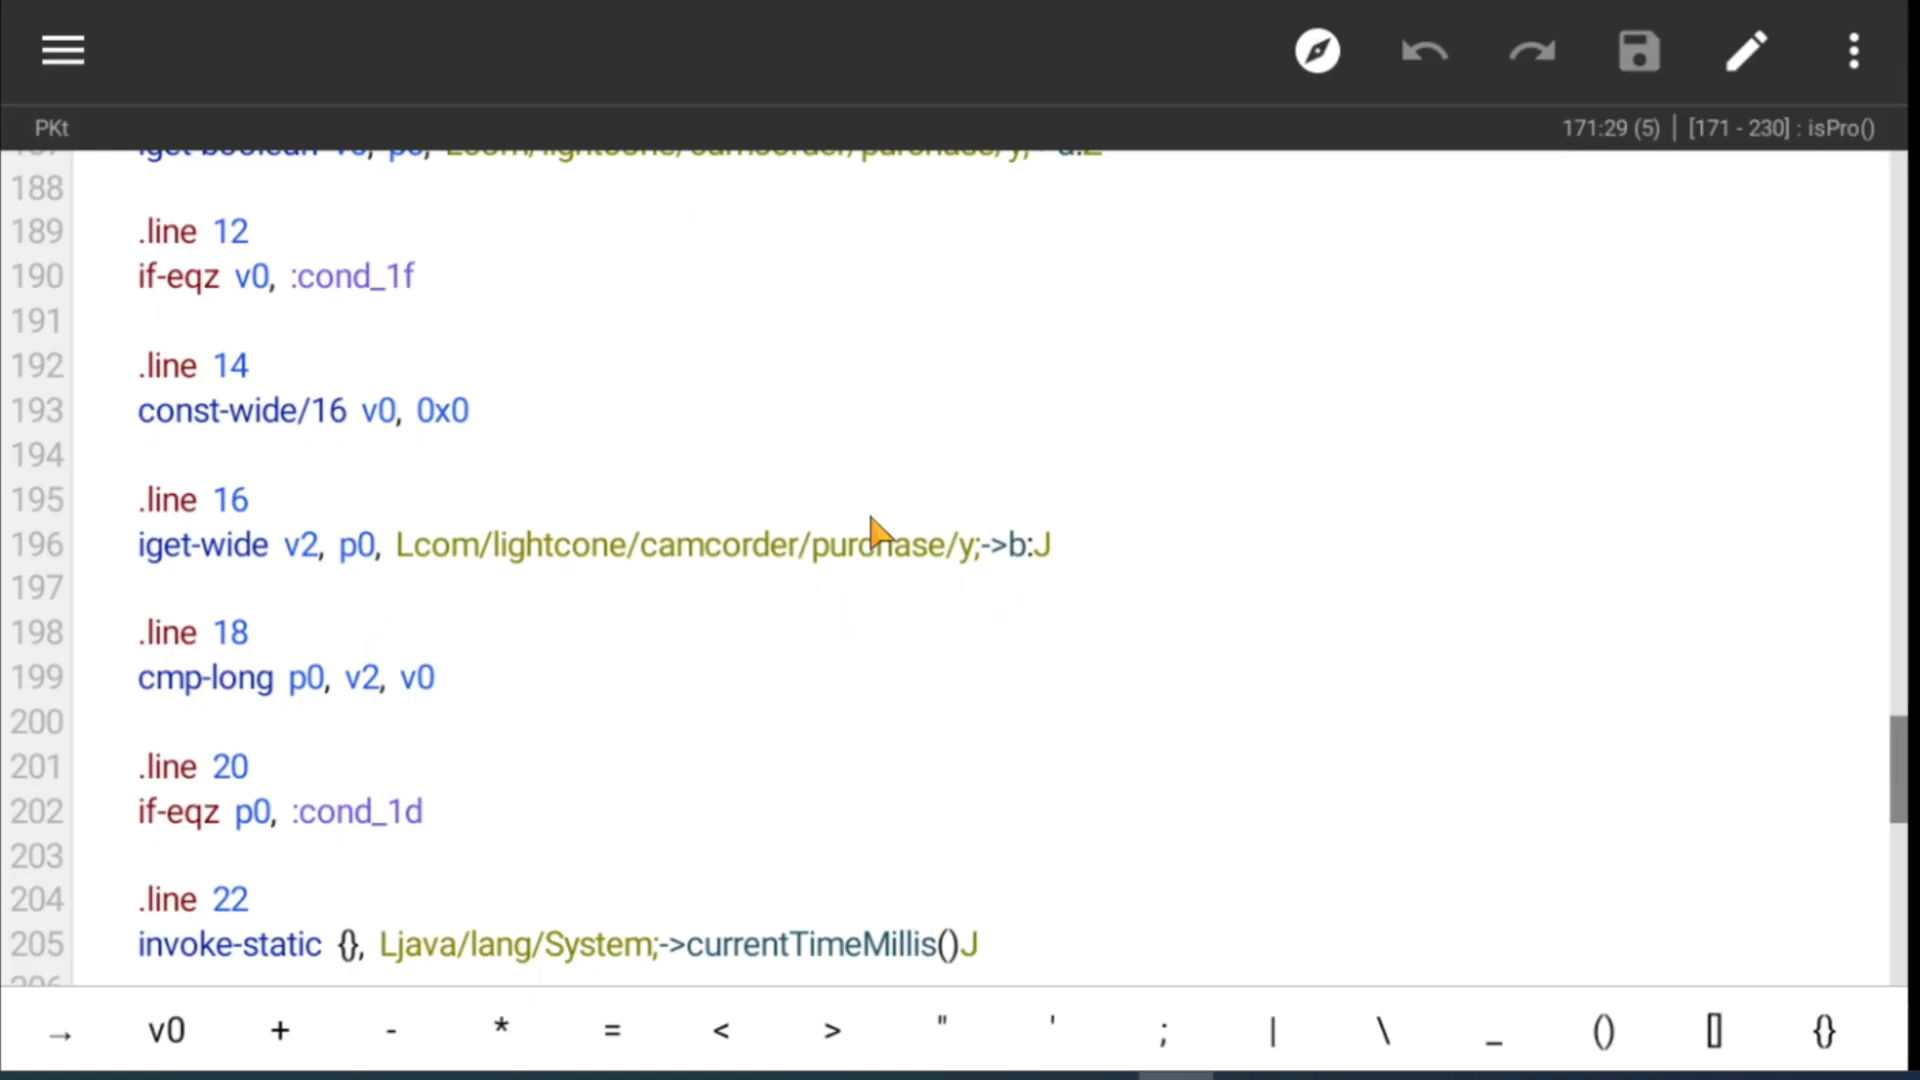 PKt
171:29 (5) | [171 - 230] : isPro()
188
189 .line 12
190 if-eqz v0, :cond_1f
191
192 .line 14
193 const-wide/16 v0, 0x0
194
195 .line 16
196 iget-wide v2, p0, Lcom/lightcone/camcorder/purchase/y;->b:J
197
198 .line 18
199 cmp-long p0, v2, v0
200
201 .line 20
202 if-eqz p0, :cond_1d
203
204 .line 22
205 invoke-static {}, Ljava/lang/System;->currentTimeMillis()J
→ v0 + - * = < > " ' ; | \ _ () [] {}